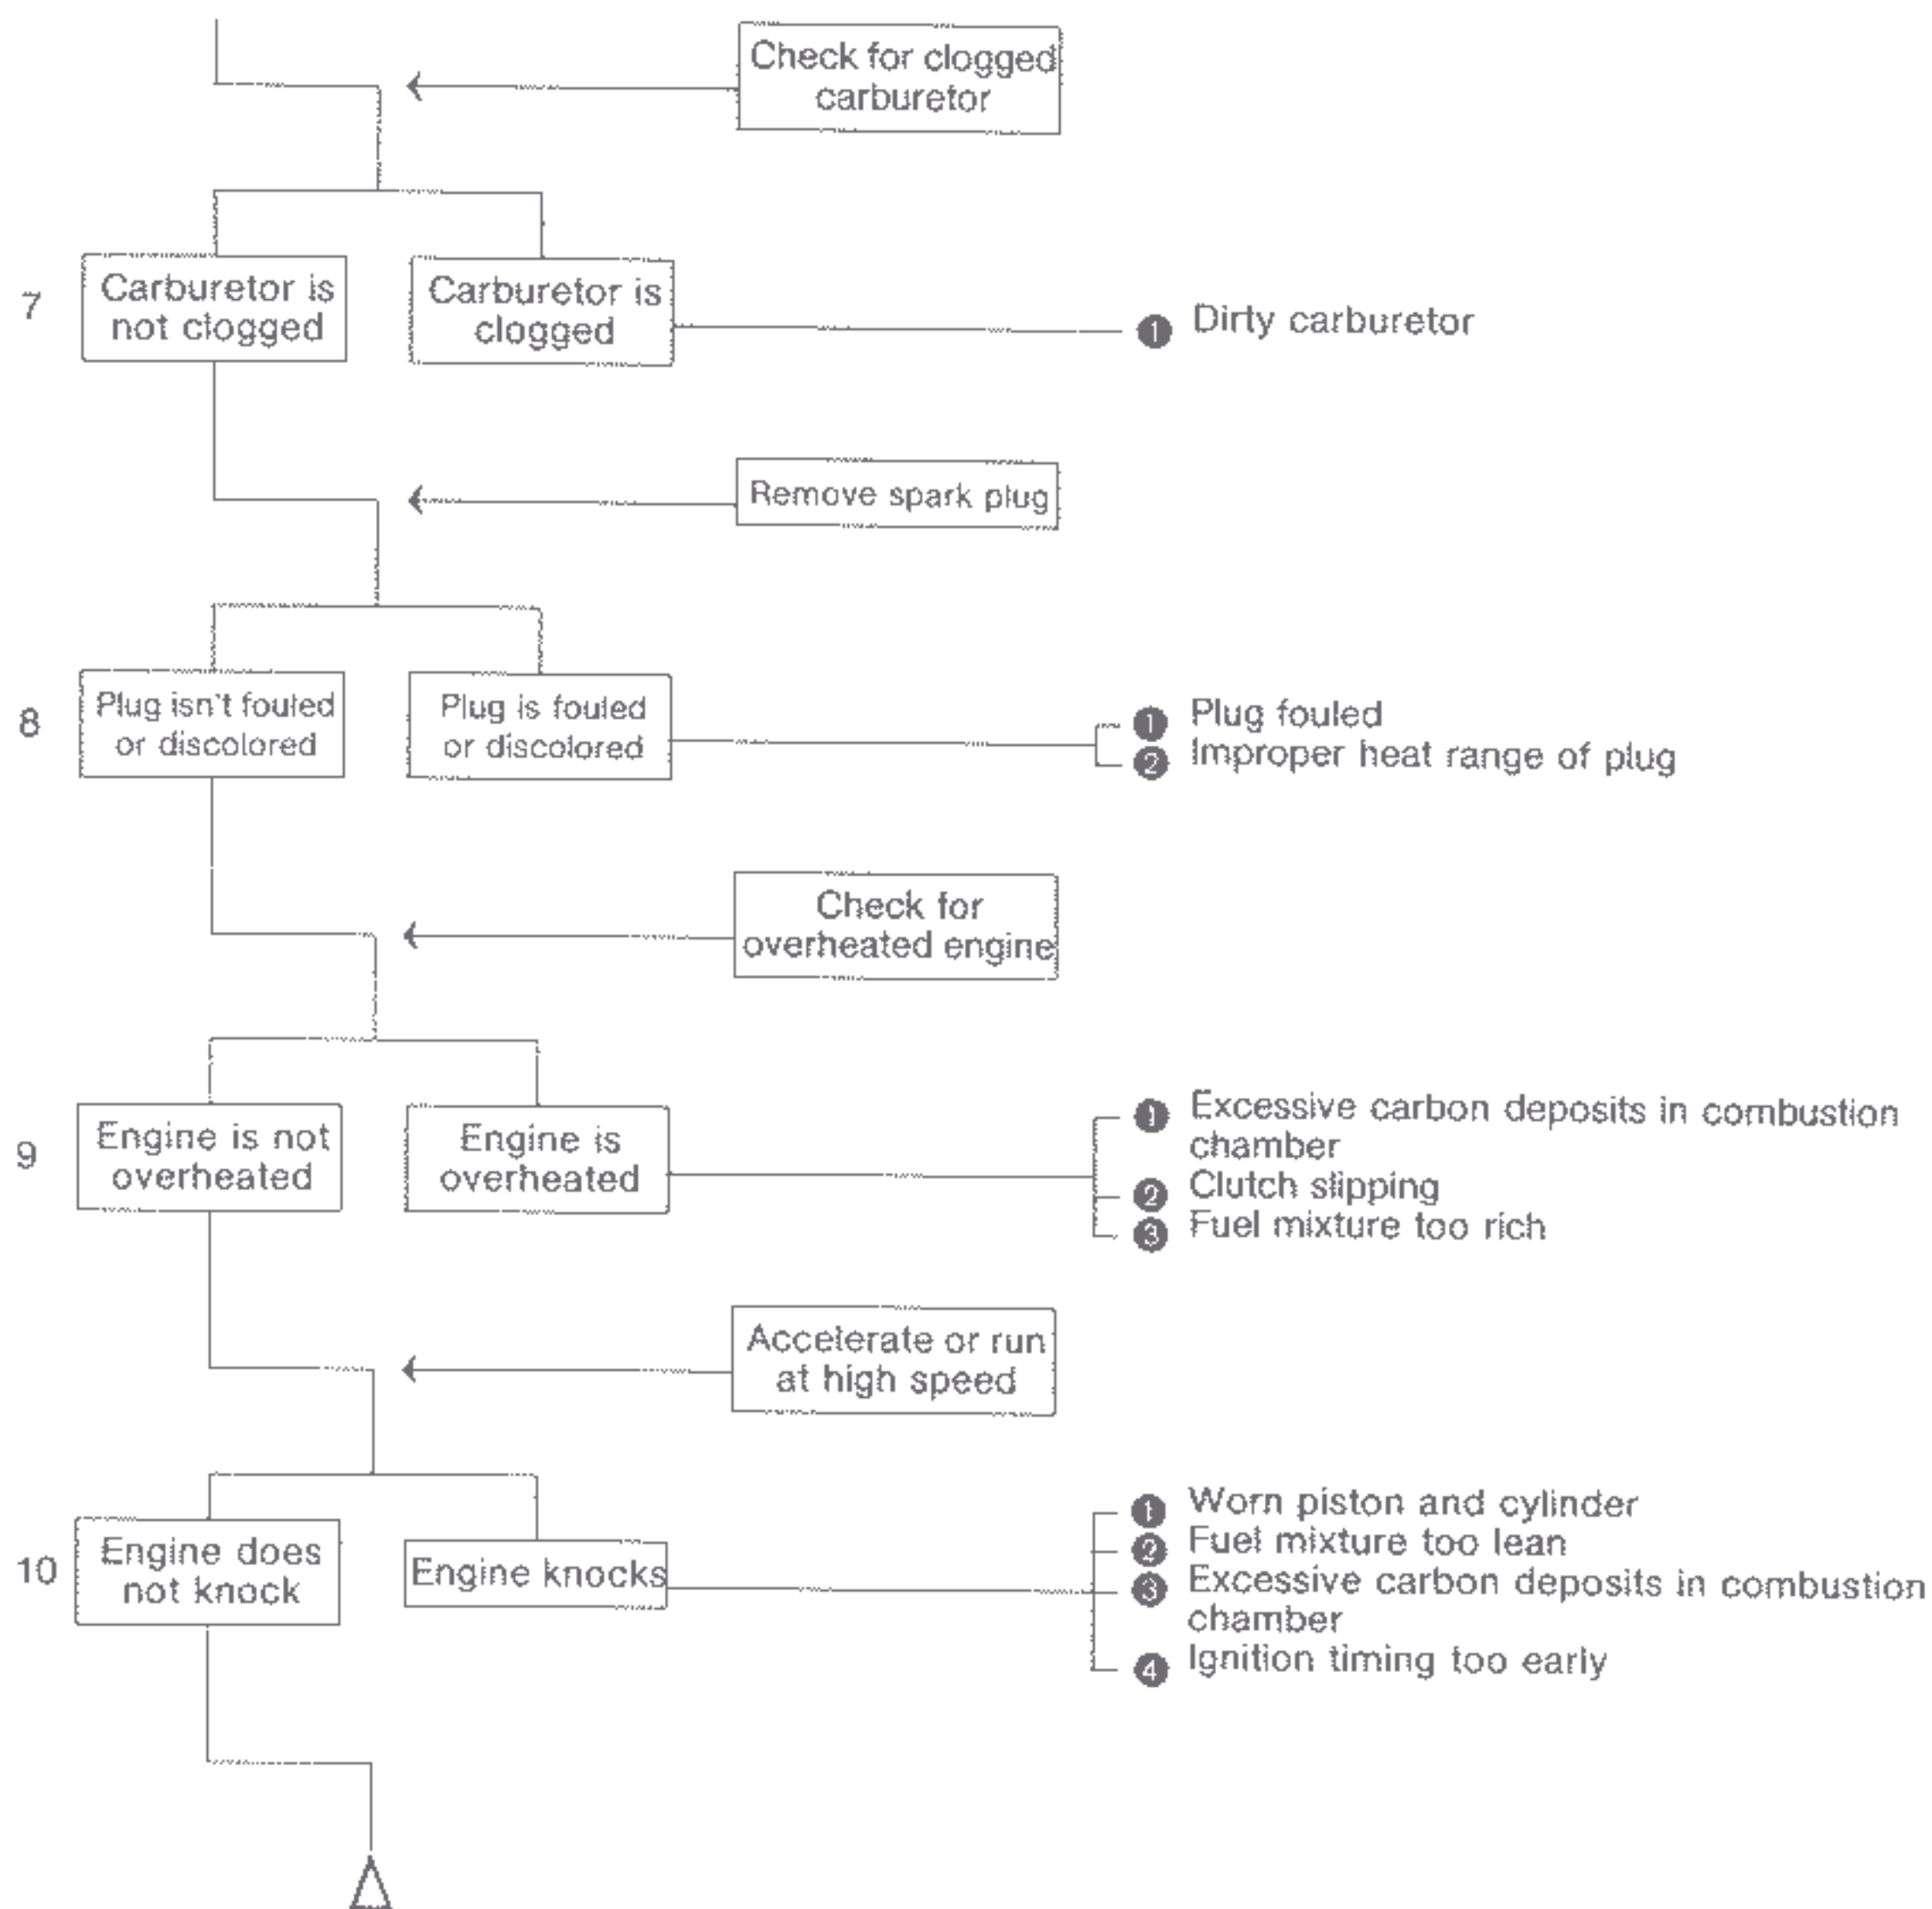 Check for clogged
carburetor
7
Carburetor is
not clogged
Carburetor is
clogged
1 Dirty carburetor
Remove spark plug
8
Plug isn't fouled
or discolored
Plug is fouled
or discolored
1 Plug fouled
2 Improper heat range of plug
Check for
overheated engine
9
Engine is not
overheated
Engine is
overheated
1 Excessive carbon deposits in combustion
chamber
2 Clutch slipping
3 Fuel mixture too rich
Accelerate or run
at high speed
10
Engine does
not knock
Engine knocks
1 Worn piston and cylinder
2 Fuel mixture too lean
3 Excessive carbon deposits in combustion
chamber
4 Ignition timing too early